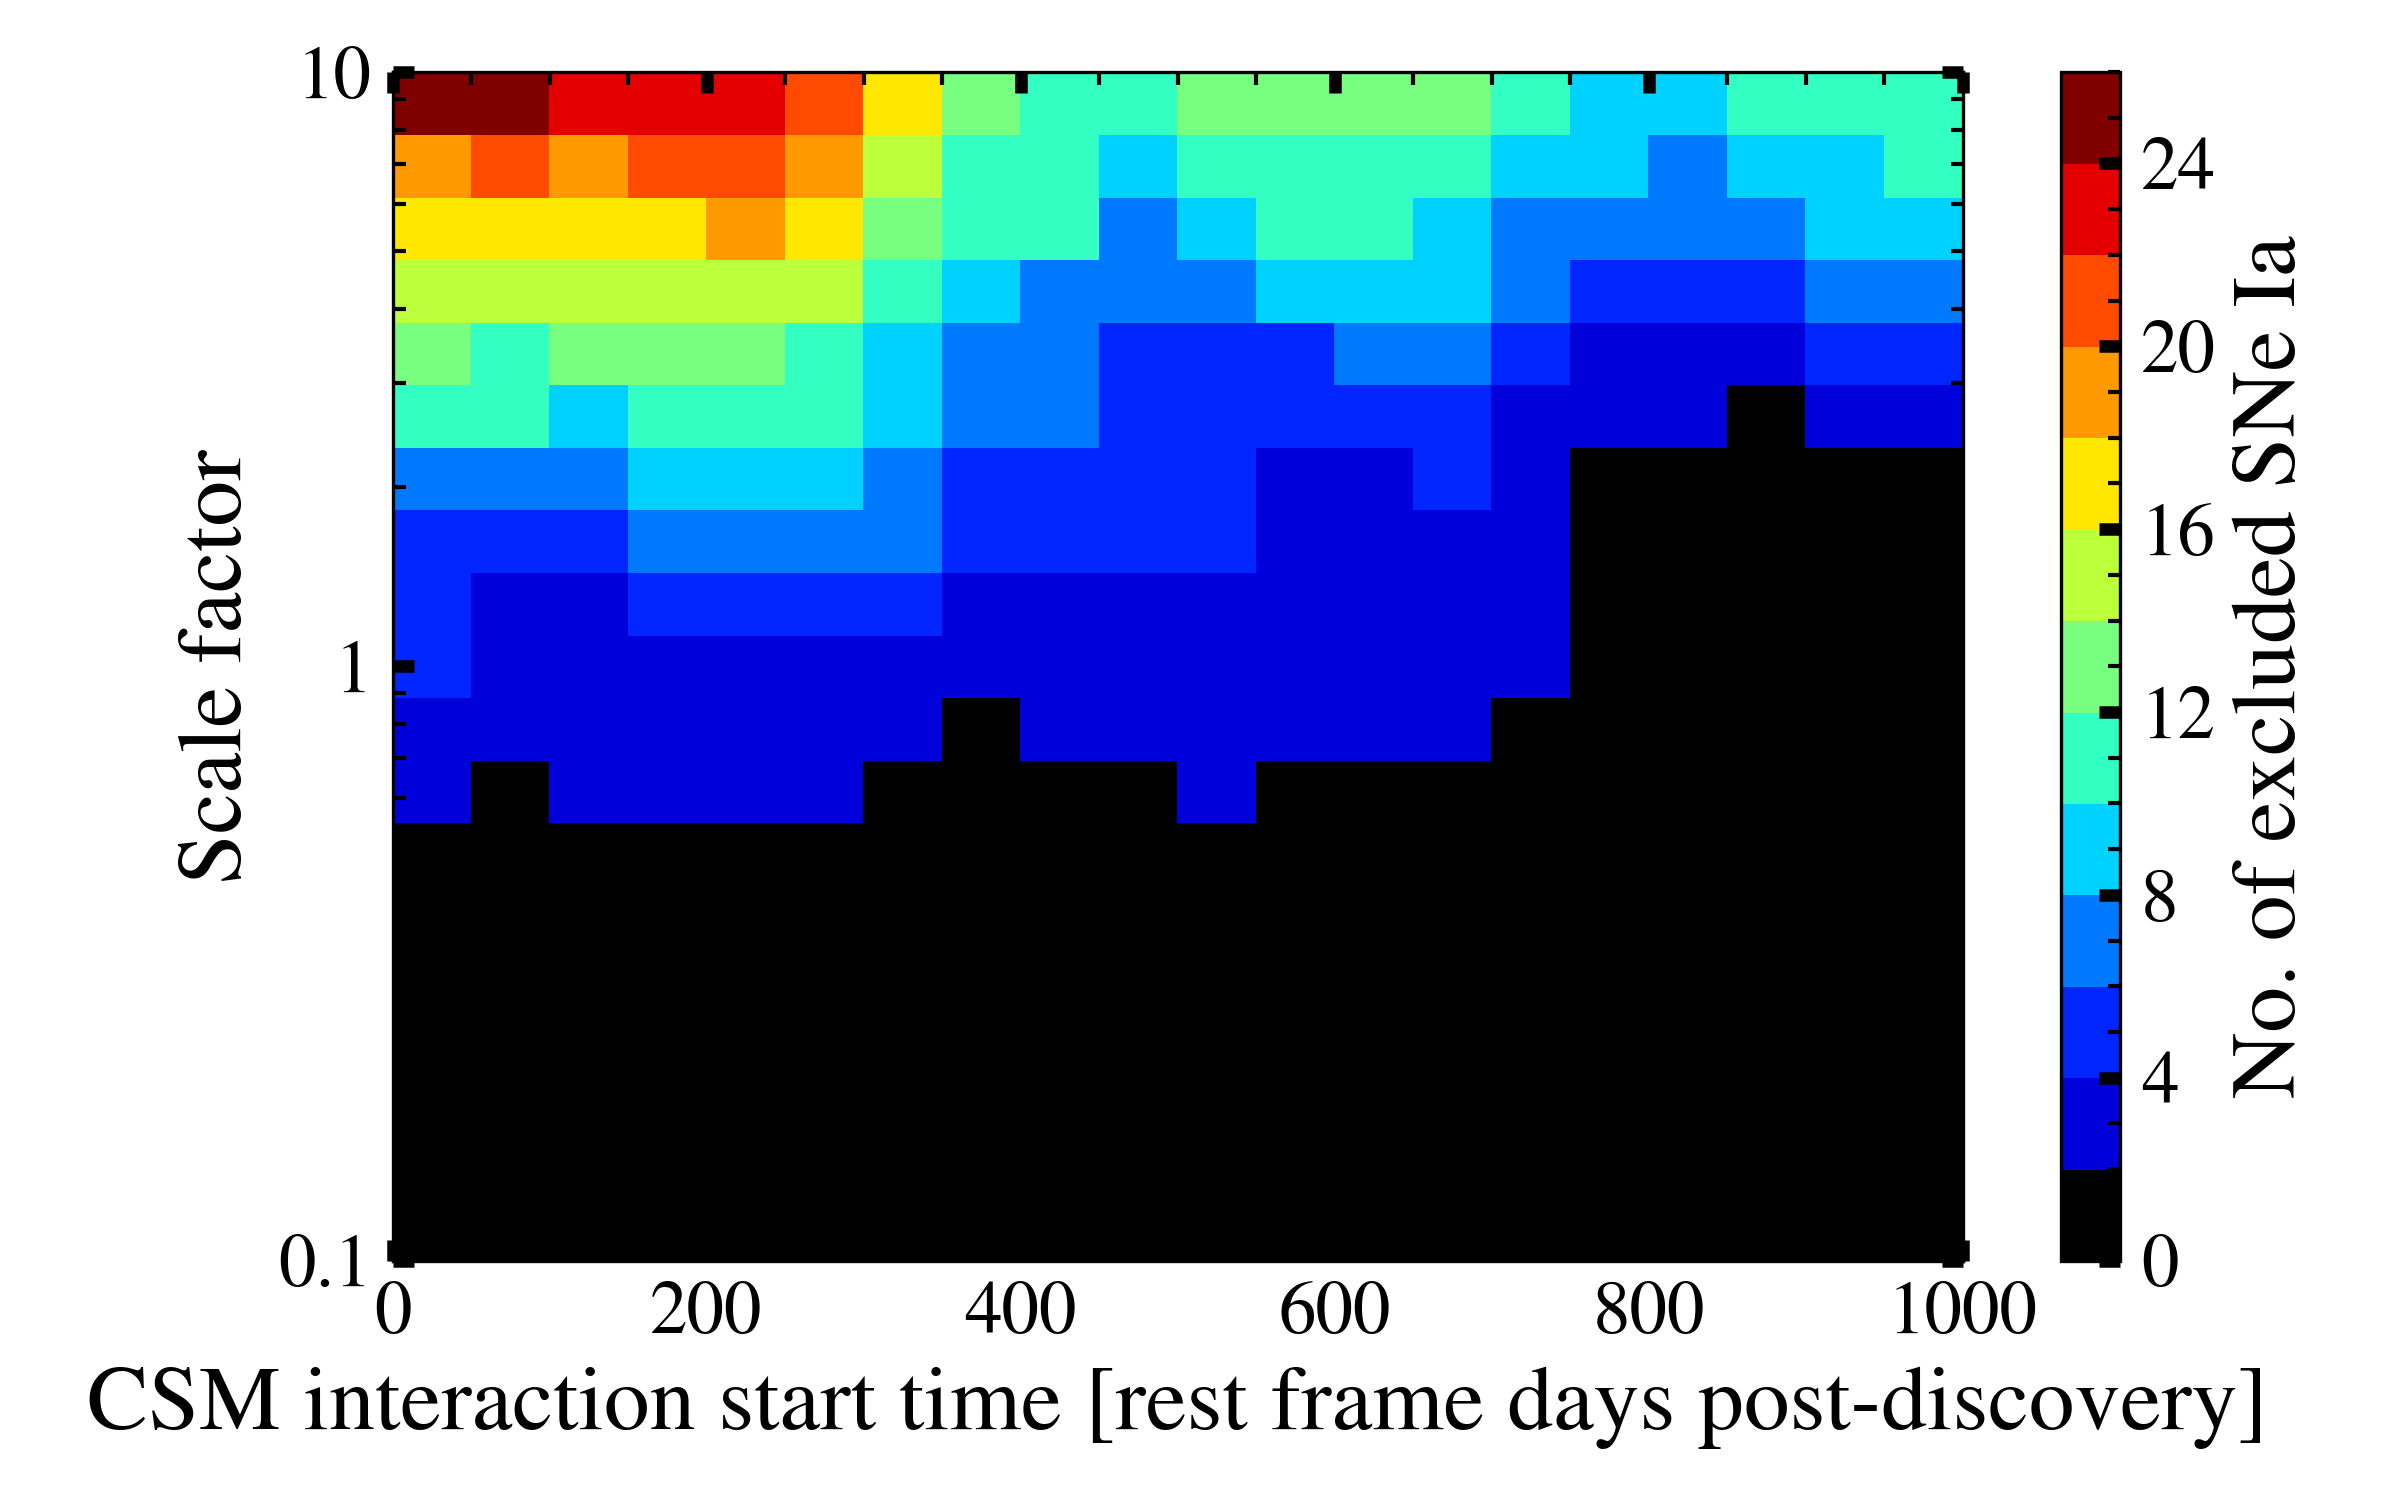 10
1
0.1
Scale factor
0 200 400 600 800 1000
CSM interaction start time [rest frame days post-discovery]
24
20
16
12
8
4
0
No. of excluded SNe Ia